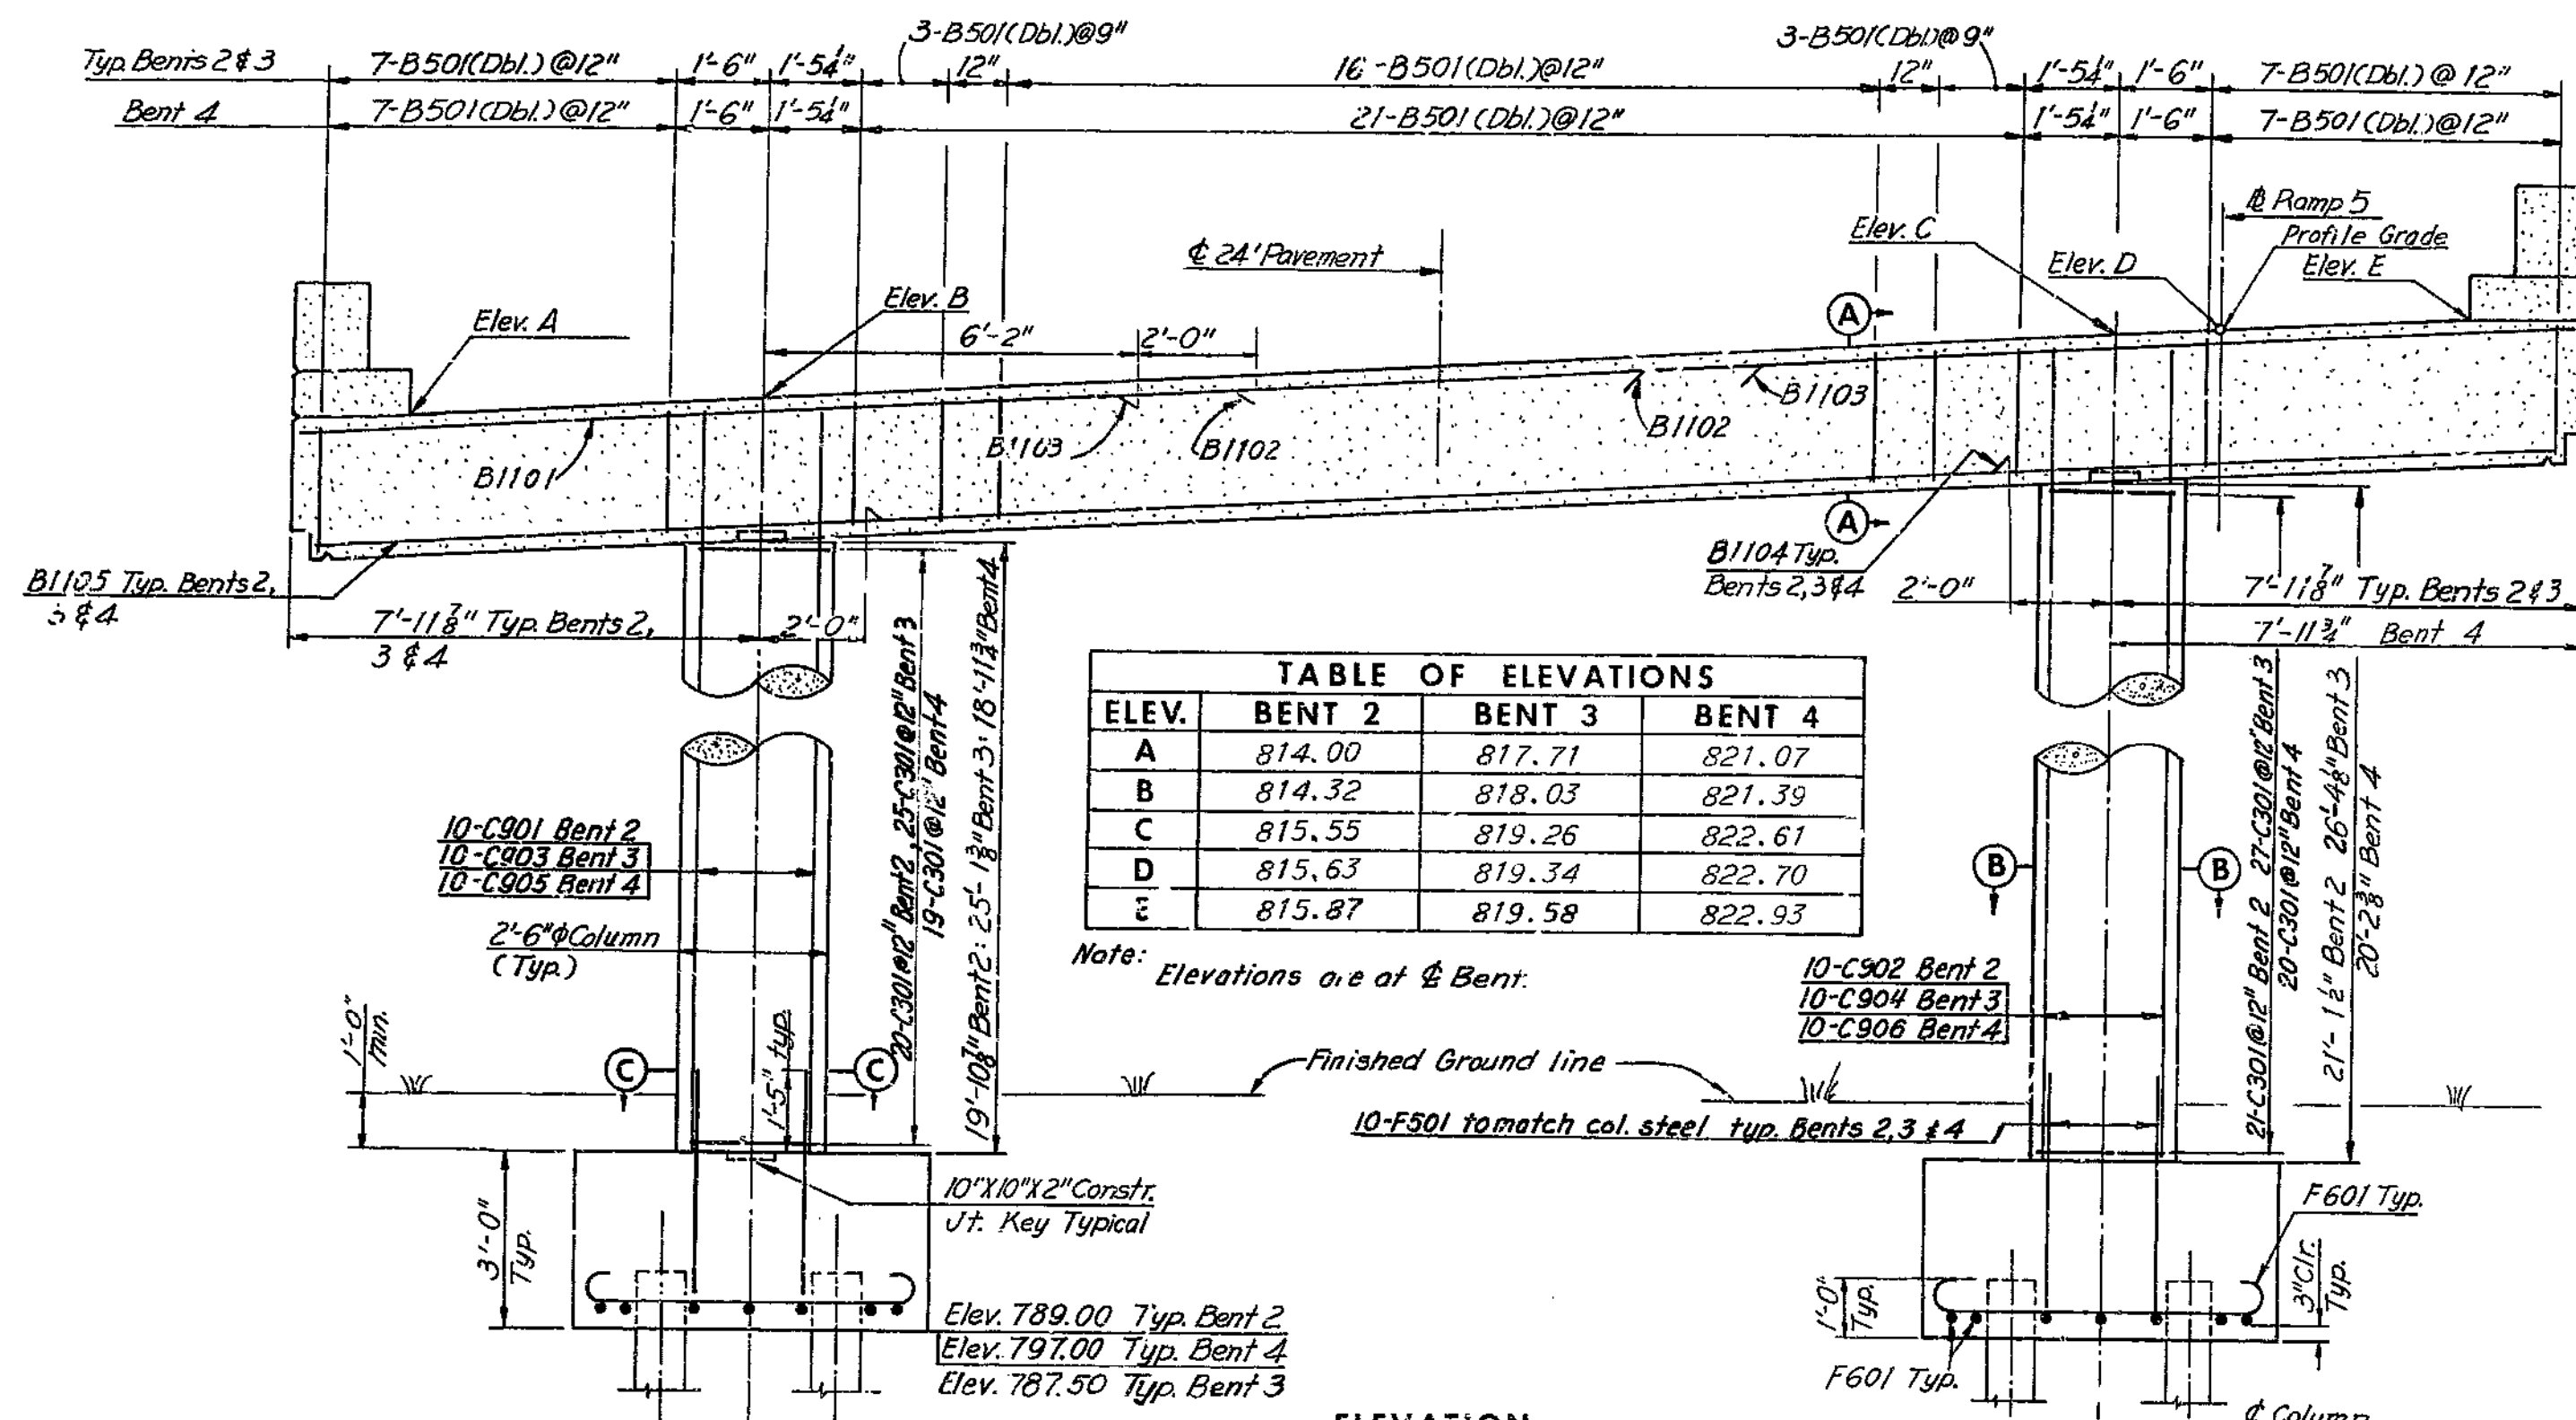 3-B501(Dbl.)@9"
3-B501(Dbl)@9"
Typ. Bents 2 & 3
7-B501(Dbl.)@12"
1'-6"
1'-5¼"
12"
16-B501(Dbl.)@12"
12"
1'-5¼"
1'-6"
7-B501(Dbl.)@ 12"
Bent 4
7-B501(Dbl.)@12"
1'-6"
1'-5¼"
21-B501(Dbl.)@12"
1'-5¼"
1'-6"
7-B501(Dbl.)@12"
℄ Ramp 5
Elev. C
Profile Grade
℄ 24' Pavement
Elev. D
Elev. E
Elev. B
Elev. A
A
6'-2"
2'-0"
B1103
B1102
B1103
B1102
B1101
A
B1104 Typ.
Bents 2, 3 & 4
B1105 Typ. Bents 2,
3 & 4
2'-0"
7'-11⅞" Typ. Bents 2 & 3
7'-11⅞" Typ. Bents 2,
3 & 4
2'-0"
7'-11¾" Bent 4
TABLE OF ELEVATIONS
ELEV. BENT 2 BENT 3 BENT 4
A 814.00 817.71 821.07
B 814.32 818.03 821.39
C 815.55 819.26 822.61
D 815.63 819.34 822.70
E 815.87 819.58 822.93
Note:
Elevations are at ℄ Bent.
20-C301@12" Bent 2, 25-C301@12" Bent 3
19-C301@12" Bent 4
19'-10⅞" Bent 2: 25'-1⅜" Bent 3: 18'-11¾" Bent 4
21-C301@12" Bent 2 27-C301@12" Bent 3
20-C301@12" Bent 4
21'-1½" Bent 2 26'-4⅛" Bent 3
20'-2⅜" Bent 4
10-C901 Bent 2
10-C903 Bent 3
10-C905 Bent 4
B
B
2'-6"φ Column
(Typ.)
10-C902 Bent 2
10-C904 Bent 3
10-C906 Bent 4
1'-0"
min.
C
1'-5" typ.
C
Finished Ground line
10-F501 to match col. steel typ. Bents 2,3 & 4
10"X10"X2" Constr.
Jt. Key Typical
3'-0"
Typ.
F601 Typ.
1'-0"
Typ.
3" Clr.
Typ.
Elev. 789.00 Typ. Bent 2
Elev. 797.00 Typ. Bent 4
Elev. 787.50 Typ. Bent 3
F601 Typ.
ELEVATION
℄ Column